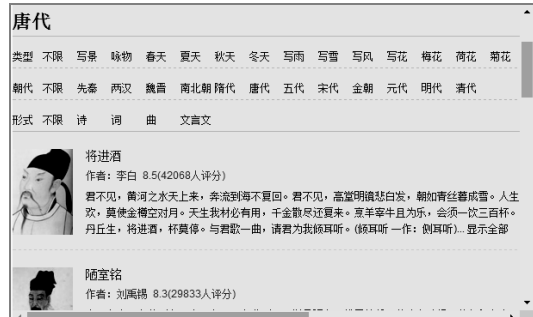 唐代
类型 不限 写景 咏物 春天 夏天 秋天 冬天 写雨 写雪 写风 写花 梅花 荷花 菊花
朝代 不限 先秦 两汉 魏晋 南北朝 隋代 唐代 五代 宋代 金朝 元代 明代 清代
形式 不限 诗 词 曲 文言文
将进酒
作者：李白 8.5(42068人评分)
君不见，黄河之水天上来，奔流到海不复回。君不见，高堂明镜悲白发，朝如青丝暮成雪。人生
欢，莫使金樽空对月。天生我材必有用，千金散尽还复来。烹羊宰牛且为乐，会须一饮三百杯。
丹丘生，将进酒，杯莫停。与君歌一曲，请君为我倾耳听。(倾耳听 一作：侧耳听)... 显示全部
陋室铭
作者：刘禹锡 8.3(29833人评分)